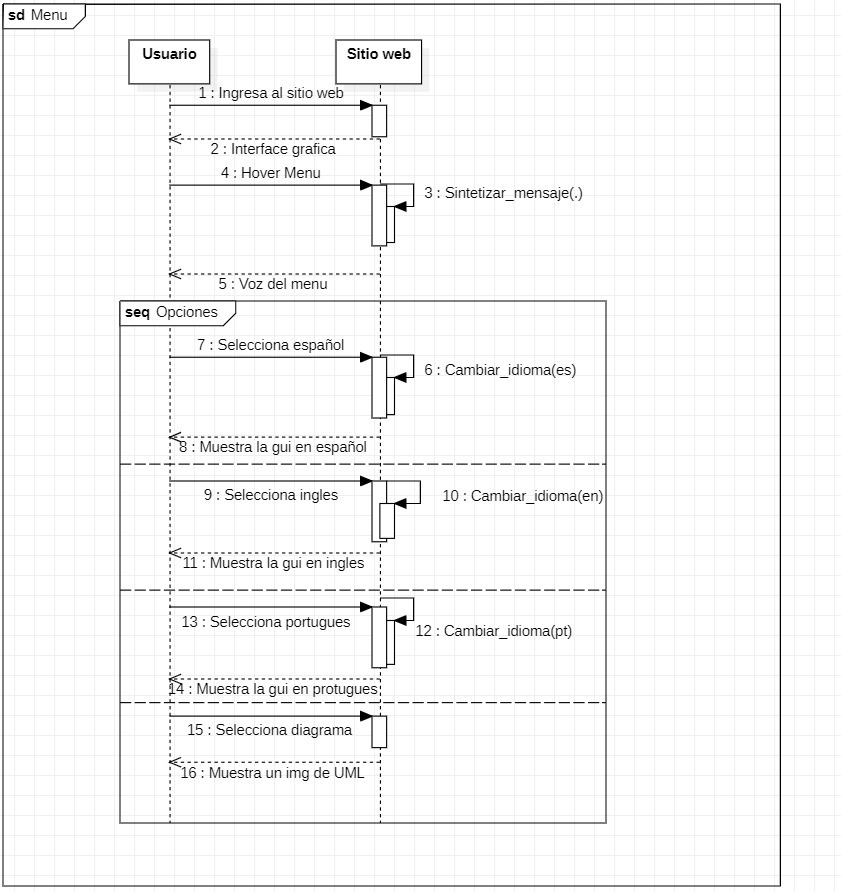 sd Menu
Usuario
Sitio web
1 : Ingresa al sitio web
2 : Interface grafica
4 : Hover Menu
3 : Sintetizar_mensaje(.)
5 : Voz del menu
seq Opciones
7 : Selecciona español
6 : Cambiar_idioma(es)
8 : Muestra la gui en español
9 : Selecciona ingles
10 : Cambiar_idioma(en)
11 : Muestra la gui en ingles
13 : Selecciona portugues
12 : Cambiar_idioma(pt)
14 : Muestra la gui en protugues
15 : Selecciona diagrama
16 : Muestra un img de UML